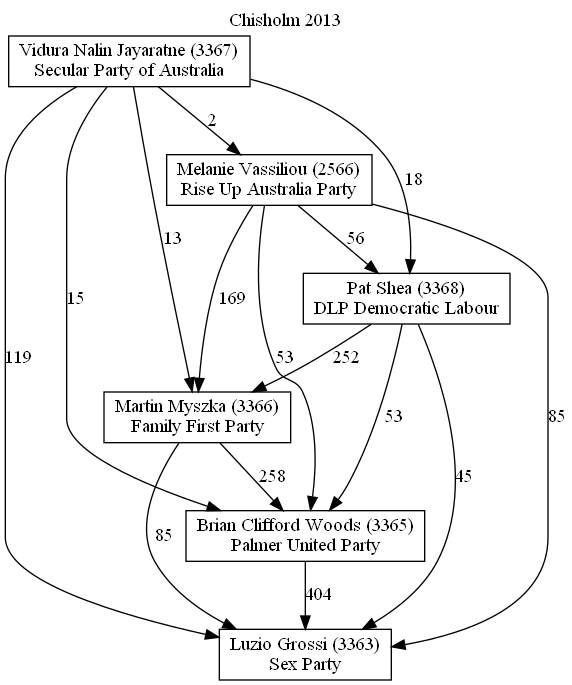 Chisholm 2013
Vidura Nalin Jayaratne (3367)
Secular Party of Australia
2
Melanie Vassiliou (2566)
Rise Up Australia Party
18
13
56
Pat Shea (3368)
DLP Democratic Labour
15
169
119
53
252
85
Martin Myszka (3366)
Family First Party
53
258
45
85
Brian Clifford Woods (3365)
Palmer United Party
404
Luzio Grossi (3363)
Sex Party